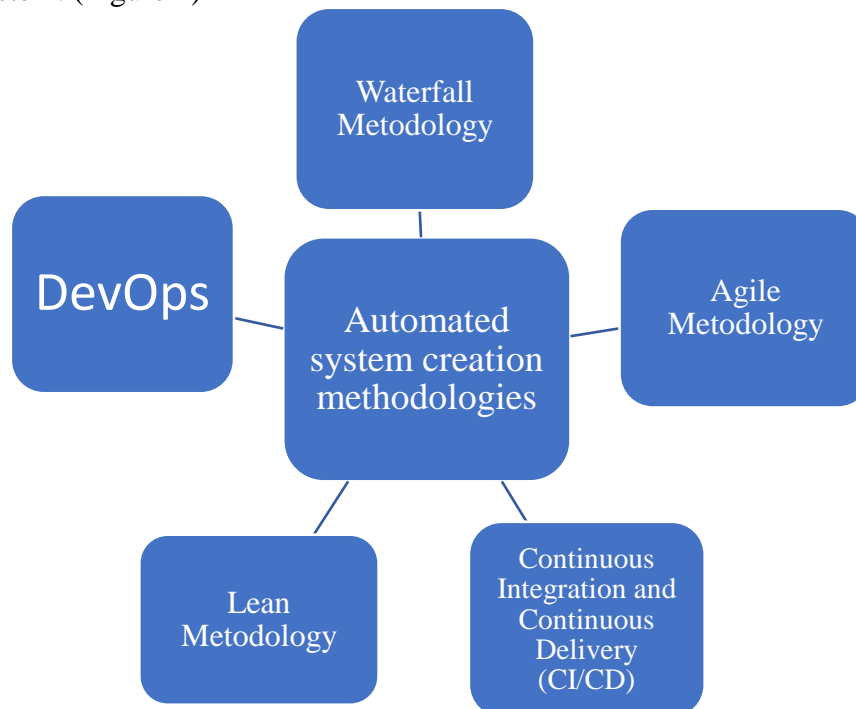 Waterfall
Metodology
DevOps
Automated
system creation
methodologies
Agile
Metodology
Lean
Metodology
Continuous
Integration and
Continuous
Delivery
(CI/CD)